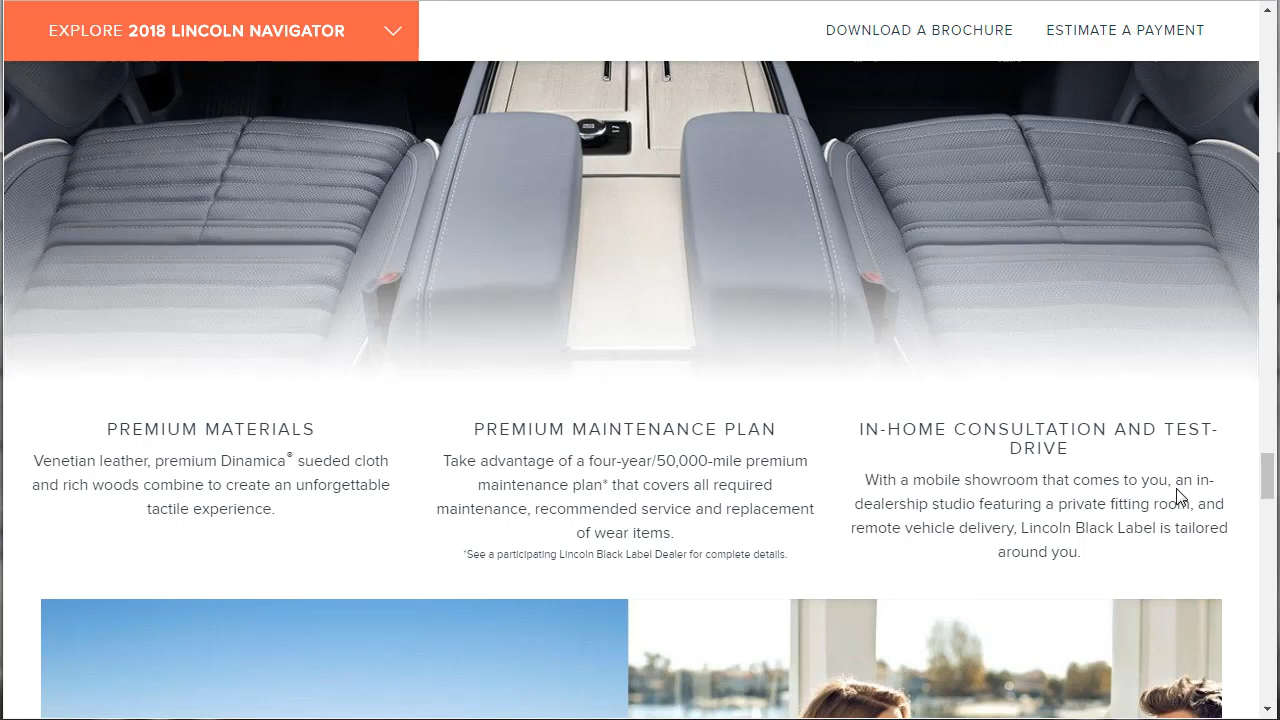 EXPLORE 2018 LINCOLN NAVIGATOR
DOWNLOAD A BROCHURE
ESTIMATE A PAYMENT
PREMIUM MATERIALS
Venetian leather, premium Dinamica® sueded cloth
and rich woods combine to create an unforgettable
tactile experience.
PREMIUM MAINTENANCE PLAN
Take advantage of a four-year/50,000-mile premium
maintenance plan* that covers all required
maintenance, recommended service and replacement
of wear items.
*See a participating Lincoln Black Label Dealer for complete details.
IN-HOME CONSULTATION AND TEST-
DRIVE
With a mobile showroom that comes to you, an in-
dealership studio featuring a private fitting room, and
remote vehicle delivery, Lincoln Black Label is tailored
around you.